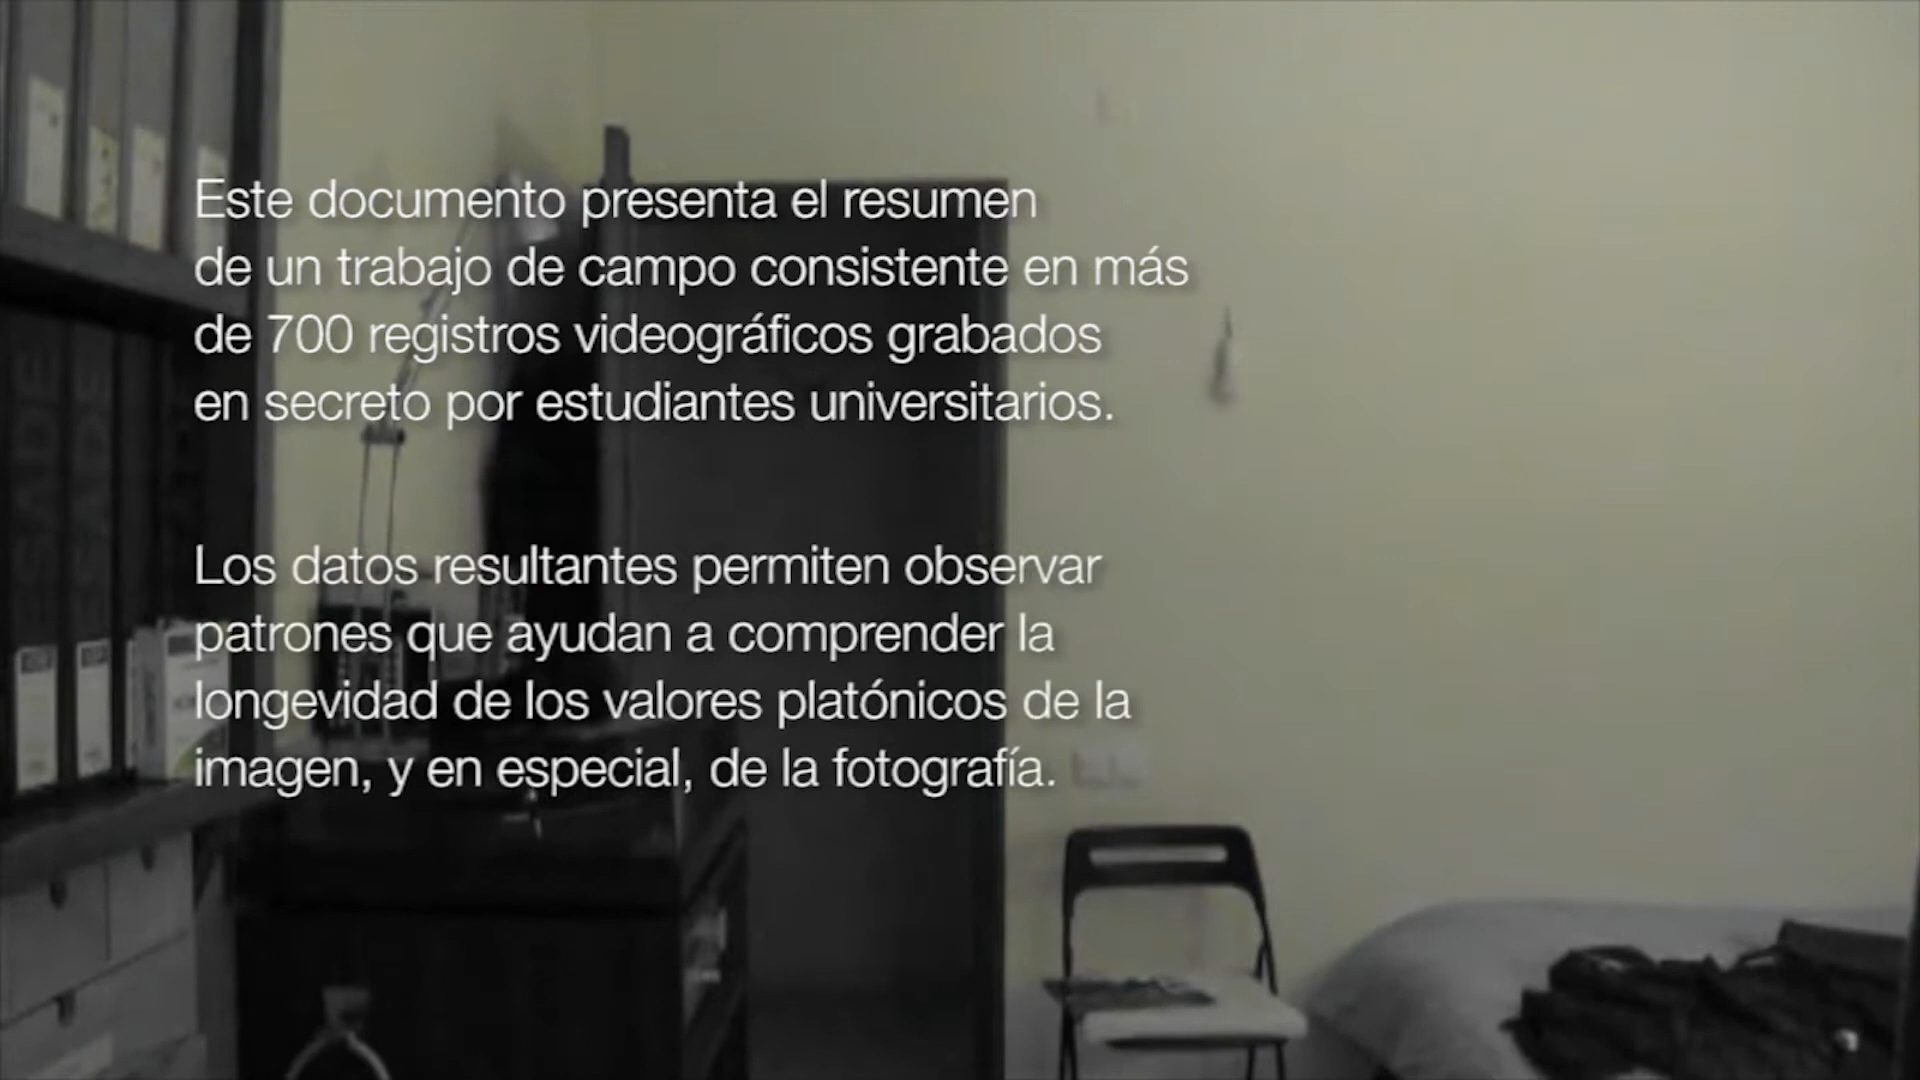 Este documento presenta el resumen
de un trabajo de campo consistente en más
de 700 registros videográficos grabados
en secreto por estudiantes universitarios.
Los datos resultantes permiten observar
patrones que ayudan a comprender la
longevidad de los valores platónicos de la
imagen, y en especial, de la fotografía.